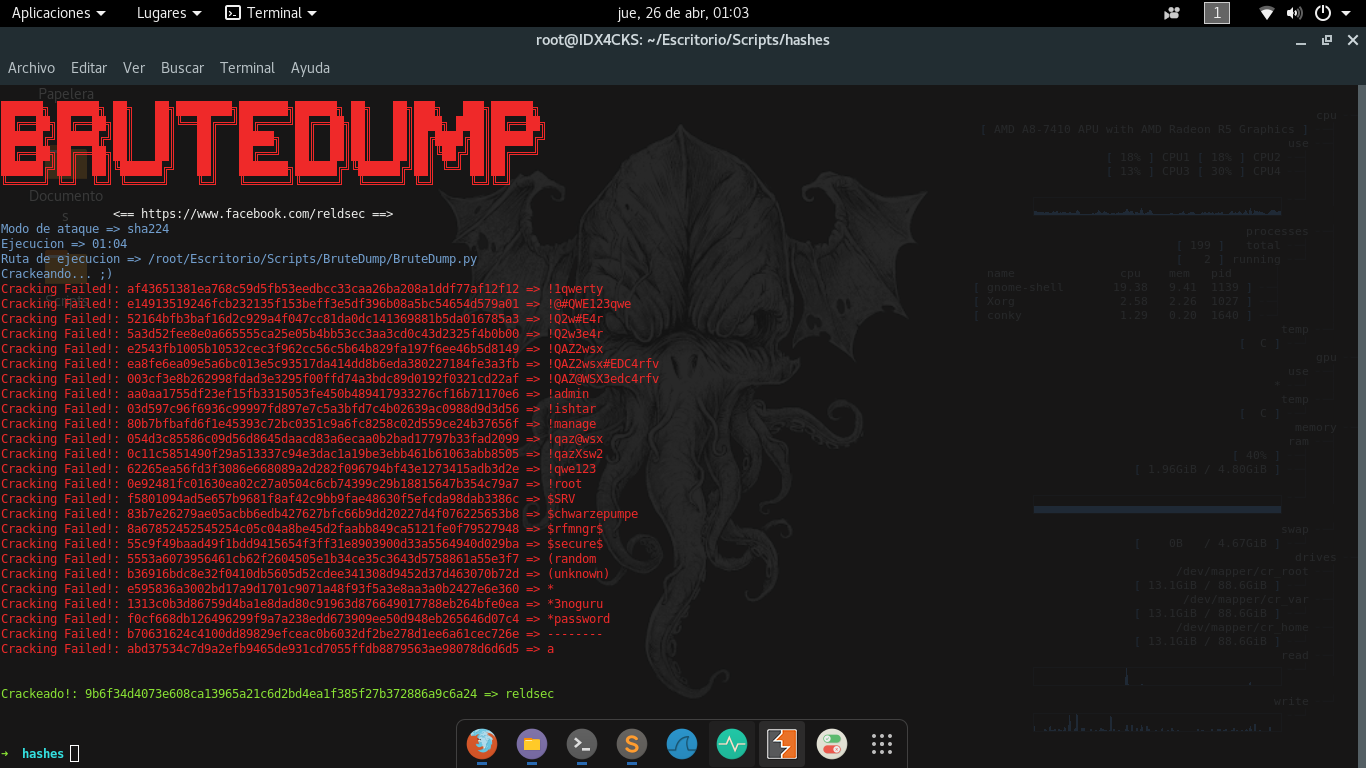 Aplicaciones Lugares Terminal jue, 26 de abr, 01:03 1
root@IDX4CKS: ~/Escritorio/Scripts/hashes
Archivo Editar Ver Buscar Terminal Ayuda
Papelera
BRUTEDUMP
Documento
s
<== https://www.facebook.com/reldsec ==>
Modo de ataque => sha224
Ejecucion => 01:04
Ruta de ejecucion => /root/Escritorio/Scripts/BruteDump/BruteDump.py
Crackeando... ;)
Cracking Failed!: af43651381ea768c59d5fb53eedbcc33caa26ba208a1ddf77af12f12 => !1qwerty
Scripts
Cracking Failed!: e14913519246fcb232135f153beff3e5df396b08a5bc54654d579a01 => !@#QWE123qwe
Cracking Failed!: 52164bfb3baf16d2c929a4f047cc81da0dc141369881b5da016785a3 => !Q2w#E4r
Cracking Failed!: 5a3d52fee8e0a665555ca25e05b4bb53cc3aa3cd0c43d2325f4b0b00 => !Q2w3e4r
Cracking Failed!: e2543fb1005b10532cec3f962cc56c5b64b829fa197f6ee46b5d8149 => !QAZ2wsx
Cracking Failed!: ea8fe6ea09e5a6bc013e5c93517da414dd8b6eda380227184fe3a3fb => !QAZ2wsx#EDC4rfv
Cracking Failed!: 003cf3e8b262998fdad3e3295f00ffd74a3bdc89d0192f0321cd22af => !QAZ@WSX3edc4rfv
Cracking Failed!: aa0aa1755df23ef15fb3315053fe450b489417933276cf16b71170e6 => !admin
Cracking Failed!: 03d597c96f6936c99997fd897e7c5a3bfd7c4b02639ac0988d9d3d56 => !ishtar
Cracking Failed!: 80b7bfbafd6f1e45393c72bc0351c9a6fc8258c02d559ce24b37656f => !manage
Cracking Failed!: 054d3c85586c09d56d8645daacd83a6ecaa0b2bad17797b33fad2099 => !qaz@wsx
Cracking Failed!: 0c11c5851490f29a513337c94e3dac1a19be3ebb461b61063abb8505 => !qazXsw2
Cracking Failed!: 62265ea56fd3f3086e668089a2d282f096794bf43e1273415adb3d2e => !qwe123
Cracking Failed!: 0e92481fc01630ea02c27a0504c6cb74399c29b18815647b354c79a7 => !root
Cracking Failed!: f5801094ad5e657b9681f8af42c9bb9fae48630f5efcda98dab3386c => $SRV
Cracking Failed!: 83b7e26279ae05acbb6edb427627bfc66b9dd20227d4f076225653b8 => $chwarzepumpe
Cracking Failed!: 8a67852452545254c05c04a8be45d2faabb849ca5121fe0f79527948 => $rfmngr$
Cracking Failed!: 55c9f49baad49f1bdd9415654f3ff31e8903900d33a5564940d029ba => $secure$
Cracking Failed!: 5553a6073956461cb62f2604505e1b34ce35c3643d5758861a55e3f7 => (random
Cracking Failed!: b36916bdc8e32f0410db5605d52cdee341308d9452d37d463070b72d => (unknown)
Cracking Failed!: e595836a3002bd17a9d1701c9071a48f93f5a3e8aa3a0b2427e6e360 => *
Cracking Failed!: 1313c0b3d86759d4ba1e8dad80c91963d876649017788eb264bfe0ea => *3noguru
Cracking Failed!: f0cf668db126496299f9a7a238edd673909ee50d948eb265646d07c4 => *password
Cracking Failed!: b70631624c4100dd89829efceac0b6032df2be278d1ee6a61cec726e => --------
Cracking Failed!: abd37534c7d9a2efb9465de931cd7055ffdb8879563ae98078d6d6d5 => a
Crackeado!: 9b6f34d4073e608ca13965a21c6d2bd4ea1f385f27b372886a9c6a24 => reldsec
→ hashes
cpu
[ AMD A8-7410 APU with AMD Radeon R5 Graphics ]
use
[ 18% ] CPU1 [ 18% ] CPU2
[ 13% ] CPU3 [ 30% ] CPU4
processes
[ 199 ] total
[ 2 ] running
name cpu mem pid
[ gnome-shell 19.38 9.41 1139 ]
[ Xorg 2.58 2.26 1027 ]
[ conky 1.29 0.20 1640 ]
temp
[ C ]
gpu
use
*
temp
[ C ]
memory
ram
[ 40% ]
[ 1.96GiB / 4.80GiB ]
swap
[ 0B / 4.67GiB ]
drives
/dev/mapper/cr_root
[ 13.1GiB / 88.6GiB ]
/dev/mapper/cr_var
[ 13.1GiB / 88.6GiB ]
/dev/mapper/cr_home
[ 13.1GiB / 88.6GiB ]
read
write